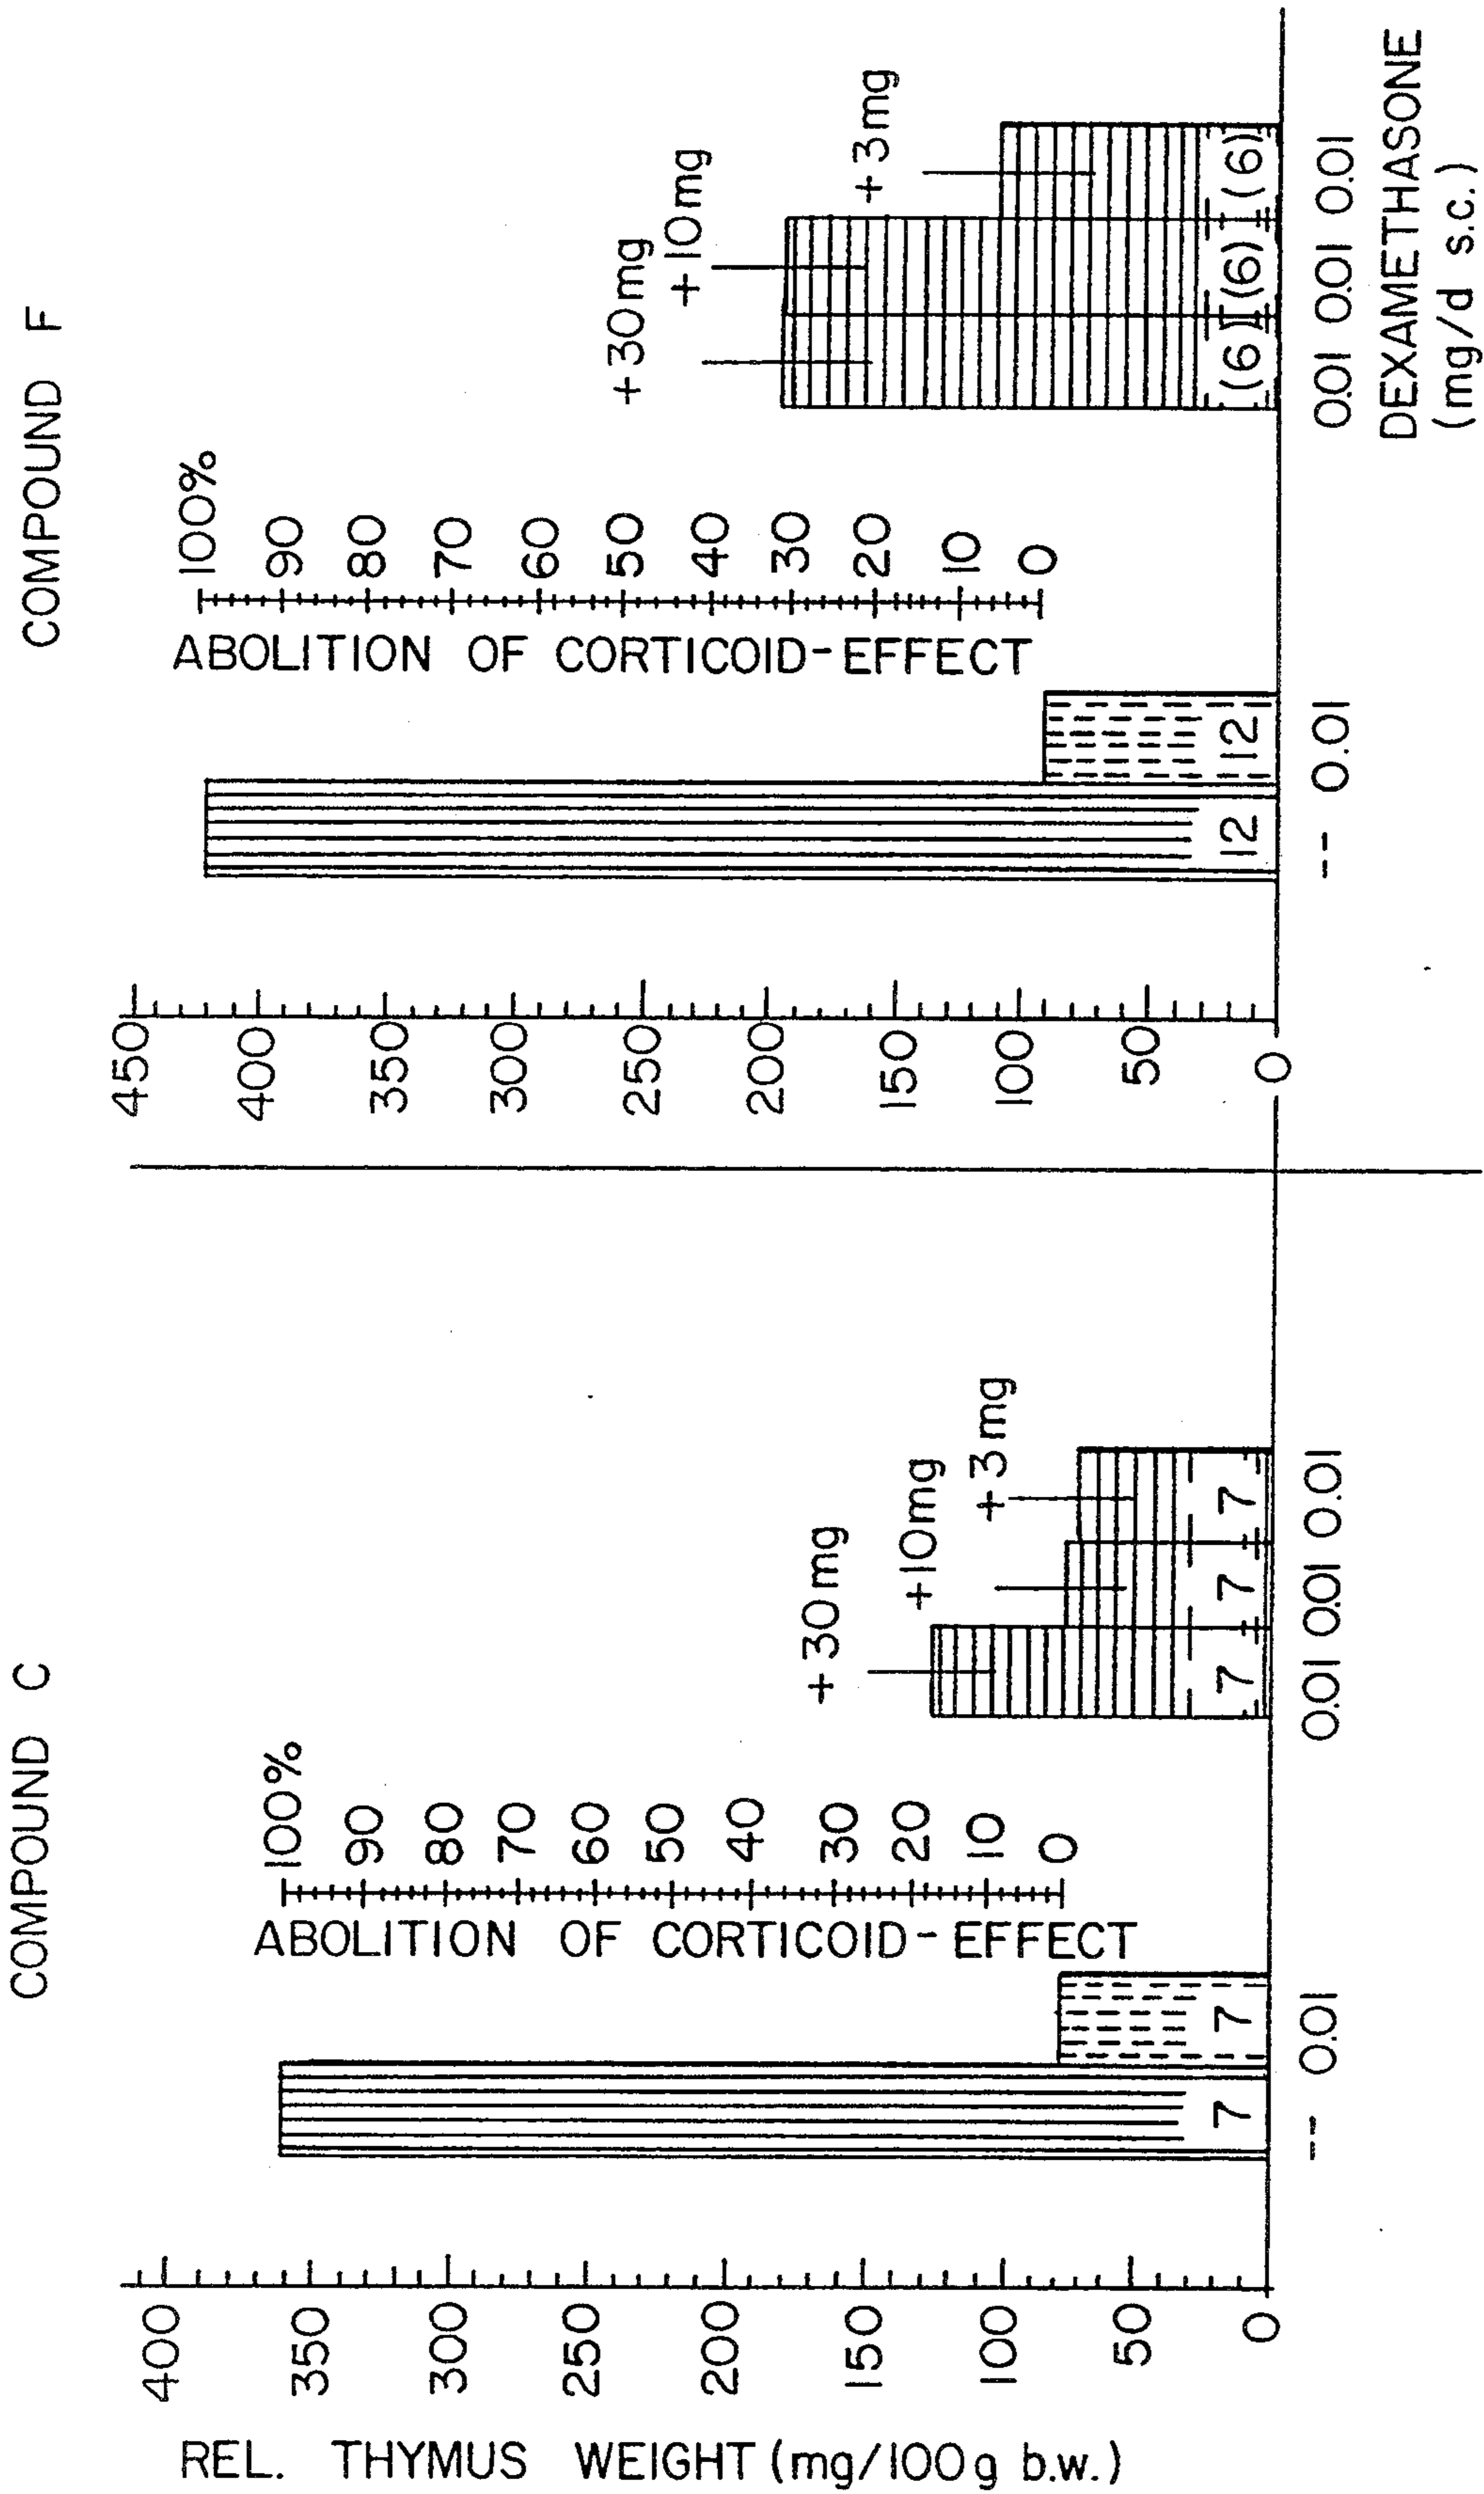 COMPOUND C
REL. THYMUS WEIGHT (mg/100g b.w.)
400
350
300
250
200
150
100
50
0
7
7
-- 0.01
ABOLITION OF CORTICOID-EFFECT
100%
90
80
70
60
50
40
30
20
10
0
+30mg
+10mg
+3mg
7 7 7
0.01 0.01 0.01
COMPOUND F
450
400
350
300
250
200
150
100
50
0
12 12
-- 0.01
ABOLITION OF CORTICOID-EFFECT
100%
90
80
70
60
50
40
30
20
10
0
+30mg
+10mg
+3mg
(6) (6) (6)
0.01 0.01 0.01
DEXAMETHASONE
(mg/d s.c.)